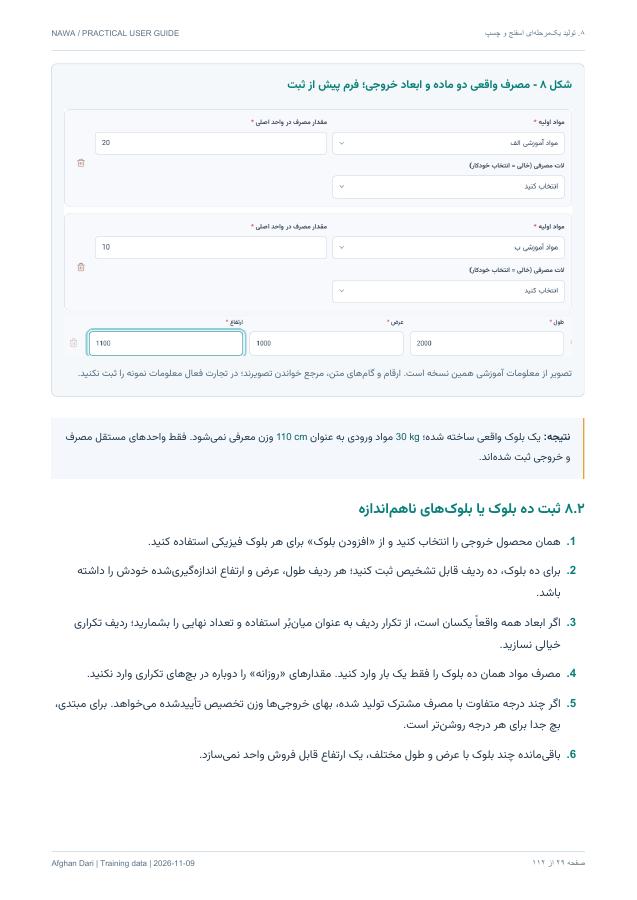 ۸. تولید یک‌مرحله‌ای اسفنج و چسپ
NAWA / PRACTICAL USER GUIDE
شکل ۸ - مصرف واقعی دو ماده و ابعاد خروجی؛ فرم پیش از ثبت
مواد اولیه *
مقدار مصرف در واحد اصلی *
مواد آموزشی الف
20
لات مصرفی (خالی = انتخاب خودکار)
انتخاب کنید
مواد اولیه *
مقدار مصرف در واحد اصلی *
مواد آموزشی ب
10
لات مصرفی (خالی = انتخاب خودکار)
انتخاب کنید
طول *
عرض *
ارتفاع *
2000
1000
1100
تصویر از معلومات آموزشی همین نسخه است. ارقام و گام‌های متن، مرجع خواندن تصویرند؛ در تجارت فعال معلومات نمونه را ثبت نکنید.
نتیجه: یک بلوک واقعی ساخته شده؛ 30 kg مواد ورودی به عنوان 110 cm وزن معرفی نمی‌شود. فقط واحدهای مستقل مصرف
و خروجی ثبت شده‌اند.
۸.۲ ثبت ده بلوک یا بلوک‌های ناهم‌اندازه
1. همان محصول خروجی را انتخاب کنید و از «افزودن بلوک» برای هر بلوک فیزیکی استفاده کنید.
2. برای ده بلوک، ده ردیف قابل تشخیص ثبت کنید؛ هر ردیف طول، عرض و ارتفاع اندازه‌گیری‌شده خودش را داشته
باشد.
3. اگر ابعاد همه واقعاً یکسان است، از تکرار ردیف به عنوان میان‌بُر استفاده و تعداد نهایی را بشمارید؛ ردیف تکراری
خیالی نسازید.
4. مصرف مواد همان ده بلوک را فقط یک بار وارد کنید. مقدارهای «روزانه» را دوباره در بچ‌های تکراری وارد نکنید.
5. اگر چند درجه متفاوت با مصرف مشترک تولید شده، بهای خروجی‌ها وزن تخصیص تأییدشده می‌خواهد. برای مبتدی،
بچ جدا برای هر درجه روشن‌تر است.
6. باقی‌مانده چند بلوک با عرض و طول مختلف، یک ارتفاع قابل فروش واحد نمی‌سازد.
صفحه ۲۹ از ۱۱۲
Afghan Dari | Training data | 2026-11-09